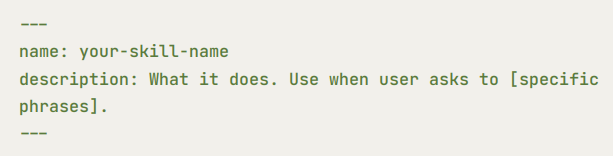 ---
name: your-skill-name
description: What it does. Use when user asks to [specific
phrases].
---